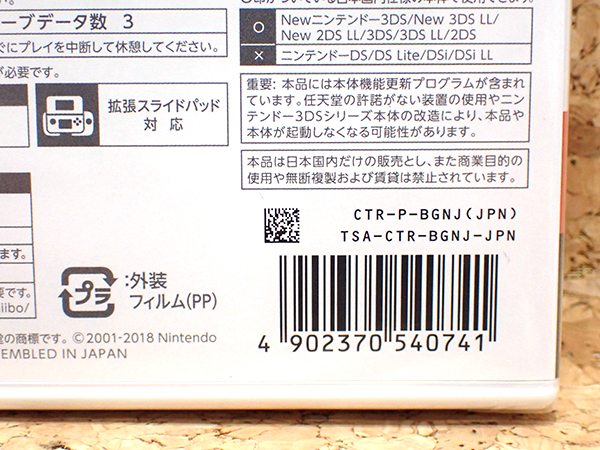 ーブデータ数 3
ぐにプレイを中断して休憩してください。
が必要です。
拡張スライドパッド
対 応
○ Newニンテンドー3DS/New 3DS LL/
New 2DS LL/3DS/3DS LL/2DS
× ニンテンドーDS/DS Lite/DSi/DSi LL
重要: 本品には本体機能更新プログラムが含まれ
ています。任天堂の許諾がない装置の使用やニン
テンドー3DSシリーズ本体の改造により、本品や
本体が起動しなくなる可能性があります。
本品は日本国内だけの販売とし、また商業目的の
使用や無断複製および賃貸は禁止されています。
CTR-P-BGNJ(JPN)
TSA-CTR-BGNJ-JPN
ます。
です。
iibo/
プラ
:外装
フィルム(PP)
の商標です。 ©2001-2018 Nintendo
EMBLED IN JAPAN
4 902370 540741